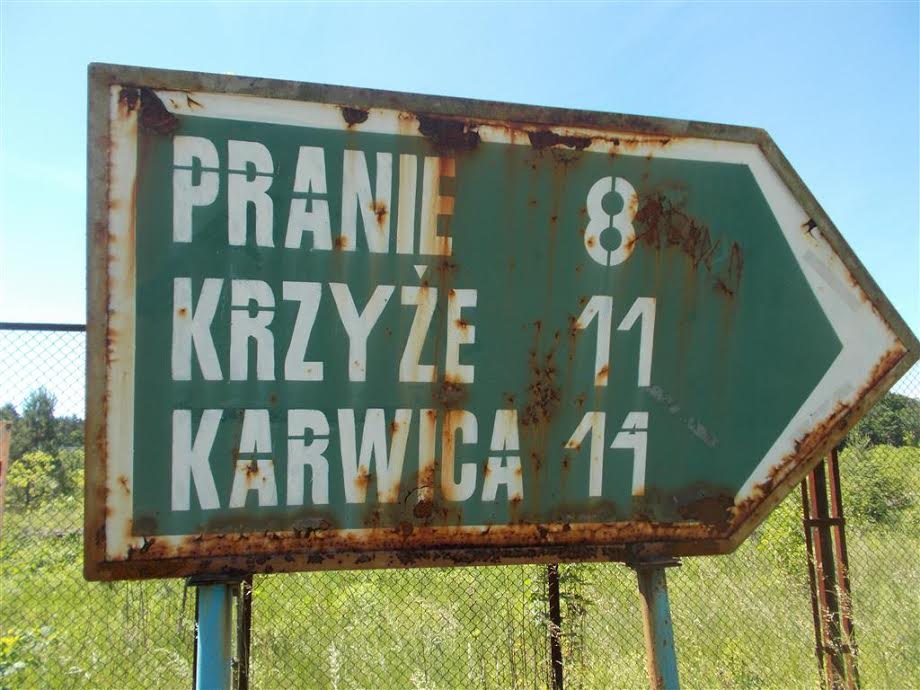 PRANIE 8
KRZYŻE 11
KARWICA 11